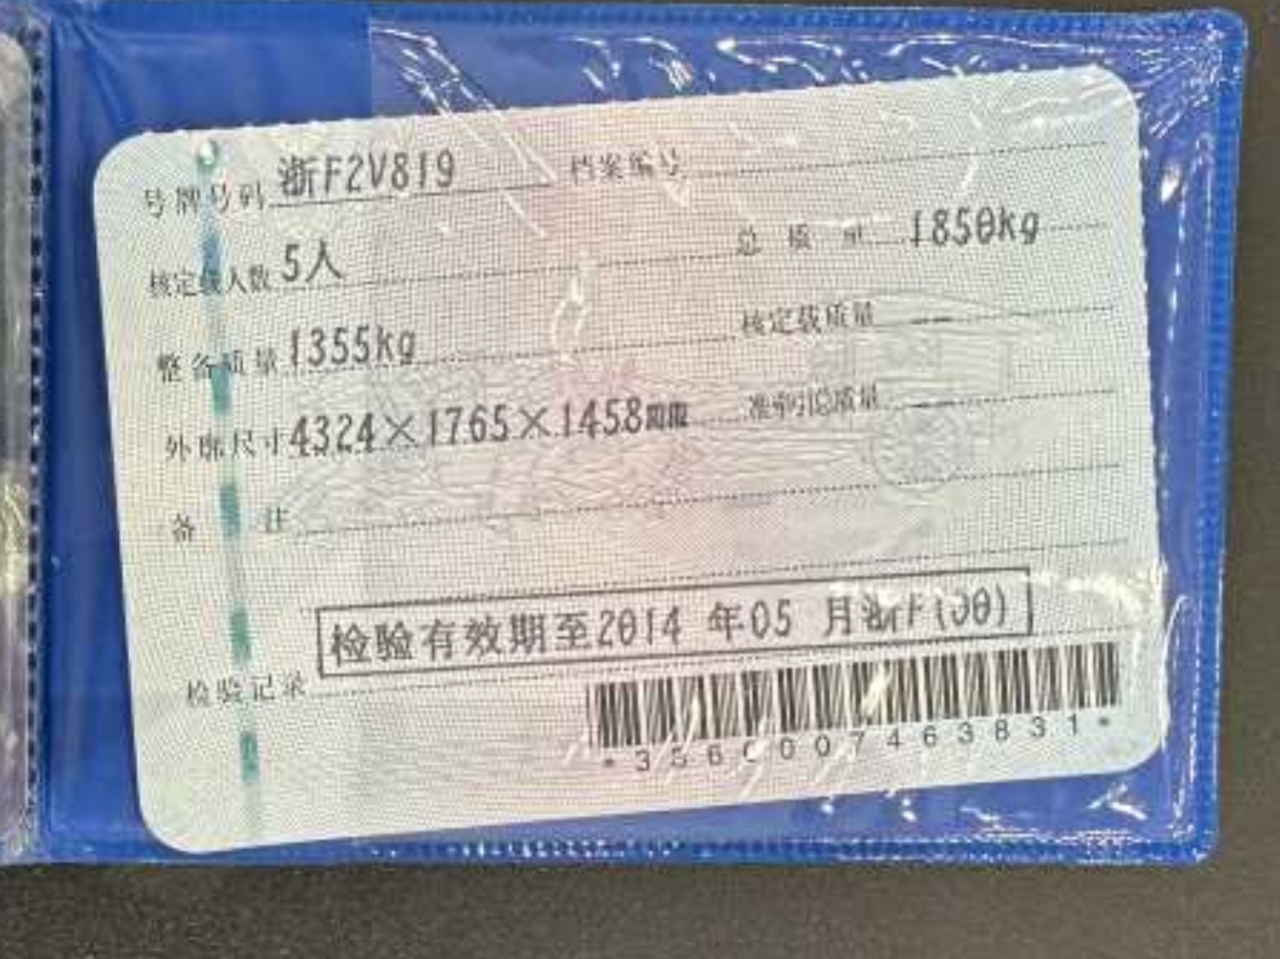 号牌号码 浙F2V819 档案编号
核定载人数 5人 总质量 1850kg
整备质量 1355kg 核定载质量
外廓尺寸 4324×1765×1458mm 准牵引总质量
备注
检验有效期至2014 年05 月浙F(00)
检验记录
*3560007463831*